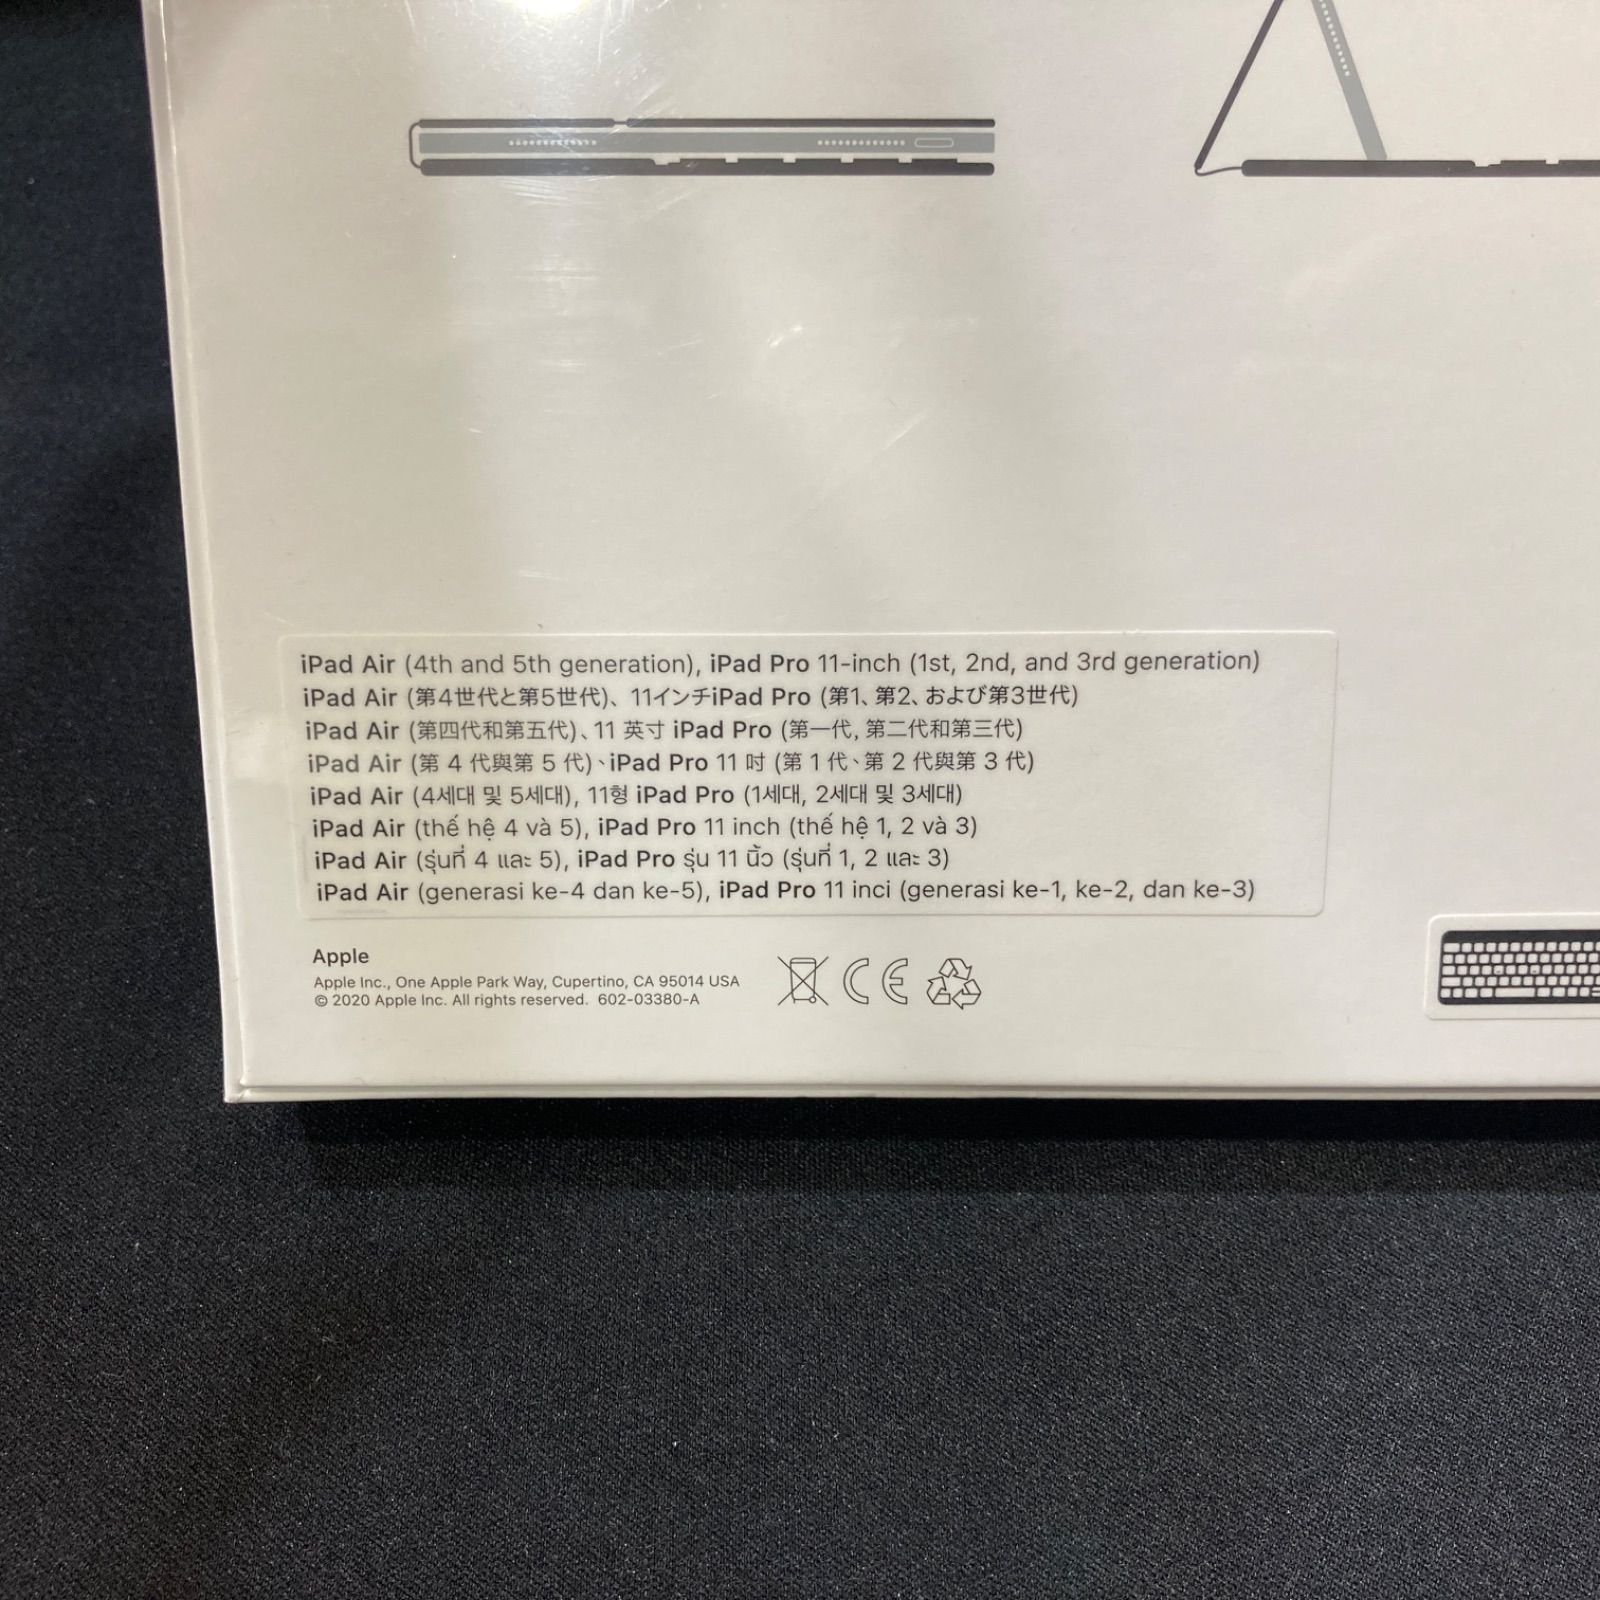 iPad Air (4th and 5th generation), iPad Pro 11-inch (1st, 2nd, and 3rd generation)
iPad Air (第4世代と第5世代)、11インチiPad Pro (第1、第2、および第3世代)
iPad Air (第四代和第五代)、11 英寸 iPad Pro (第一代, 第二代和第三代)
iPad Air (第 4 代與第 5 代)、iPad Pro 11 吋 (第 1 代、第 2 代與第 3 代)
iPad Air (4세대 및 5세대), 11형 iPad Pro (1세대, 2세대 및 3세대)
iPad Air (thế hệ 4 và 5), iPad Pro 11 inch (thế hệ 1, 2 và 3)
iPad Air (รุ่นที่ 4 และ 5), iPad Pro รุ่น 11 นิ้ว (รุ่นที่ 1, 2 และ 3)
iPad Air (generasi ke-4 dan ke-5), iPad Pro 11 inci (generasi ke-1, ke-2, dan ke-3)
Apple
Apple Inc., One Apple Park Way, Cupertino, CA 95014 USA
© 2020 Apple Inc. All rights reserved. 602-03380-A
CE